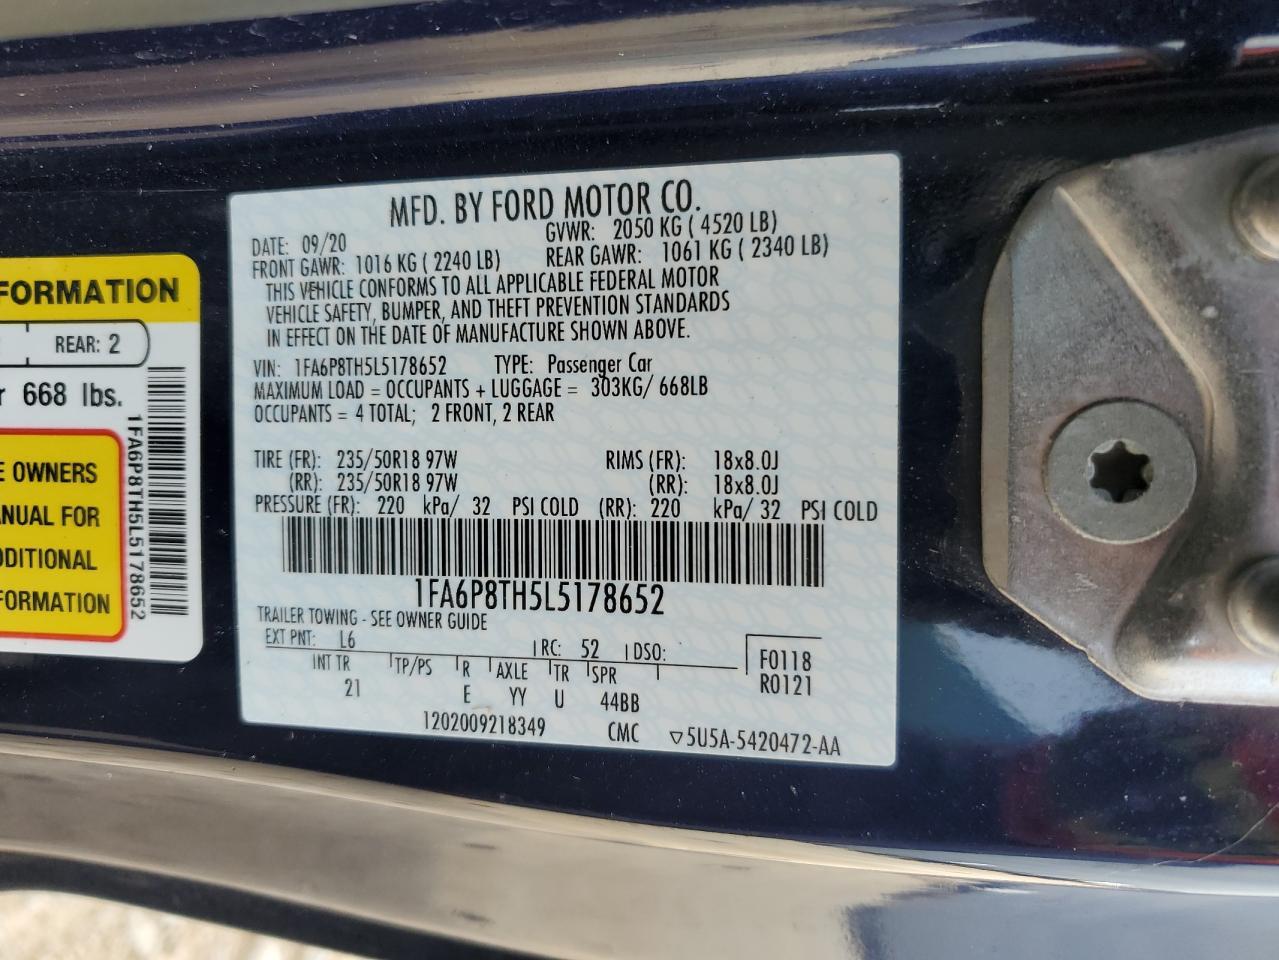 FORMATION
REAR: 2
668 lbs.
E OWNERS
ANUAL FOR
DDITIONAL
FORMATION
1FA6P8TH5L5178652
MFD. BY FORD MOTOR CO.
DATE: 09/20 GVWR: 2050 KG ( 4520 LB)
FRONT GAWR: 1016 KG ( 2240 LB) REAR GAWR: 1061 KG ( 2340 LB)
THIS VEHICLE CONFORMS TO ALL APPLICABLE FEDERAL MOTOR
VEHICLE SAFETY, BUMPER, AND THEFT PREVENTION STANDARDS
IN EFFECT ON THE DATE OF MANUFACTURE SHOWN ABOVE.
VIN: 1FA6P8TH5L5178652 TYPE: Passenger Car
MAXIMUM LOAD = OCCUPANTS + LUGGAGE = 303KG/ 668LB
OCCUPANTS = 4 TOTAL; 2 FRONT, 2 REAR
TIRE (FR): 235/50R18 97W RIMS (FR): 18x8.0J
(RR): 235/50R18 97W (RR): 18x8.0J
PRESSURE (FR): 220 kPa/ 32 PSI COLD (RR): 220 kPa/ 32 PSI COLD
1FA6P8TH5L5178652
TRAILER TOWING - SEE OWNER GUIDE
EXT PNT: L6 RC: 52 DSO:
INT TR TP/PS R AXLE TR SPR F0118
21 E YY U 44BB R0121
1202009218349 CMC ▽5U5A-5420472-AA